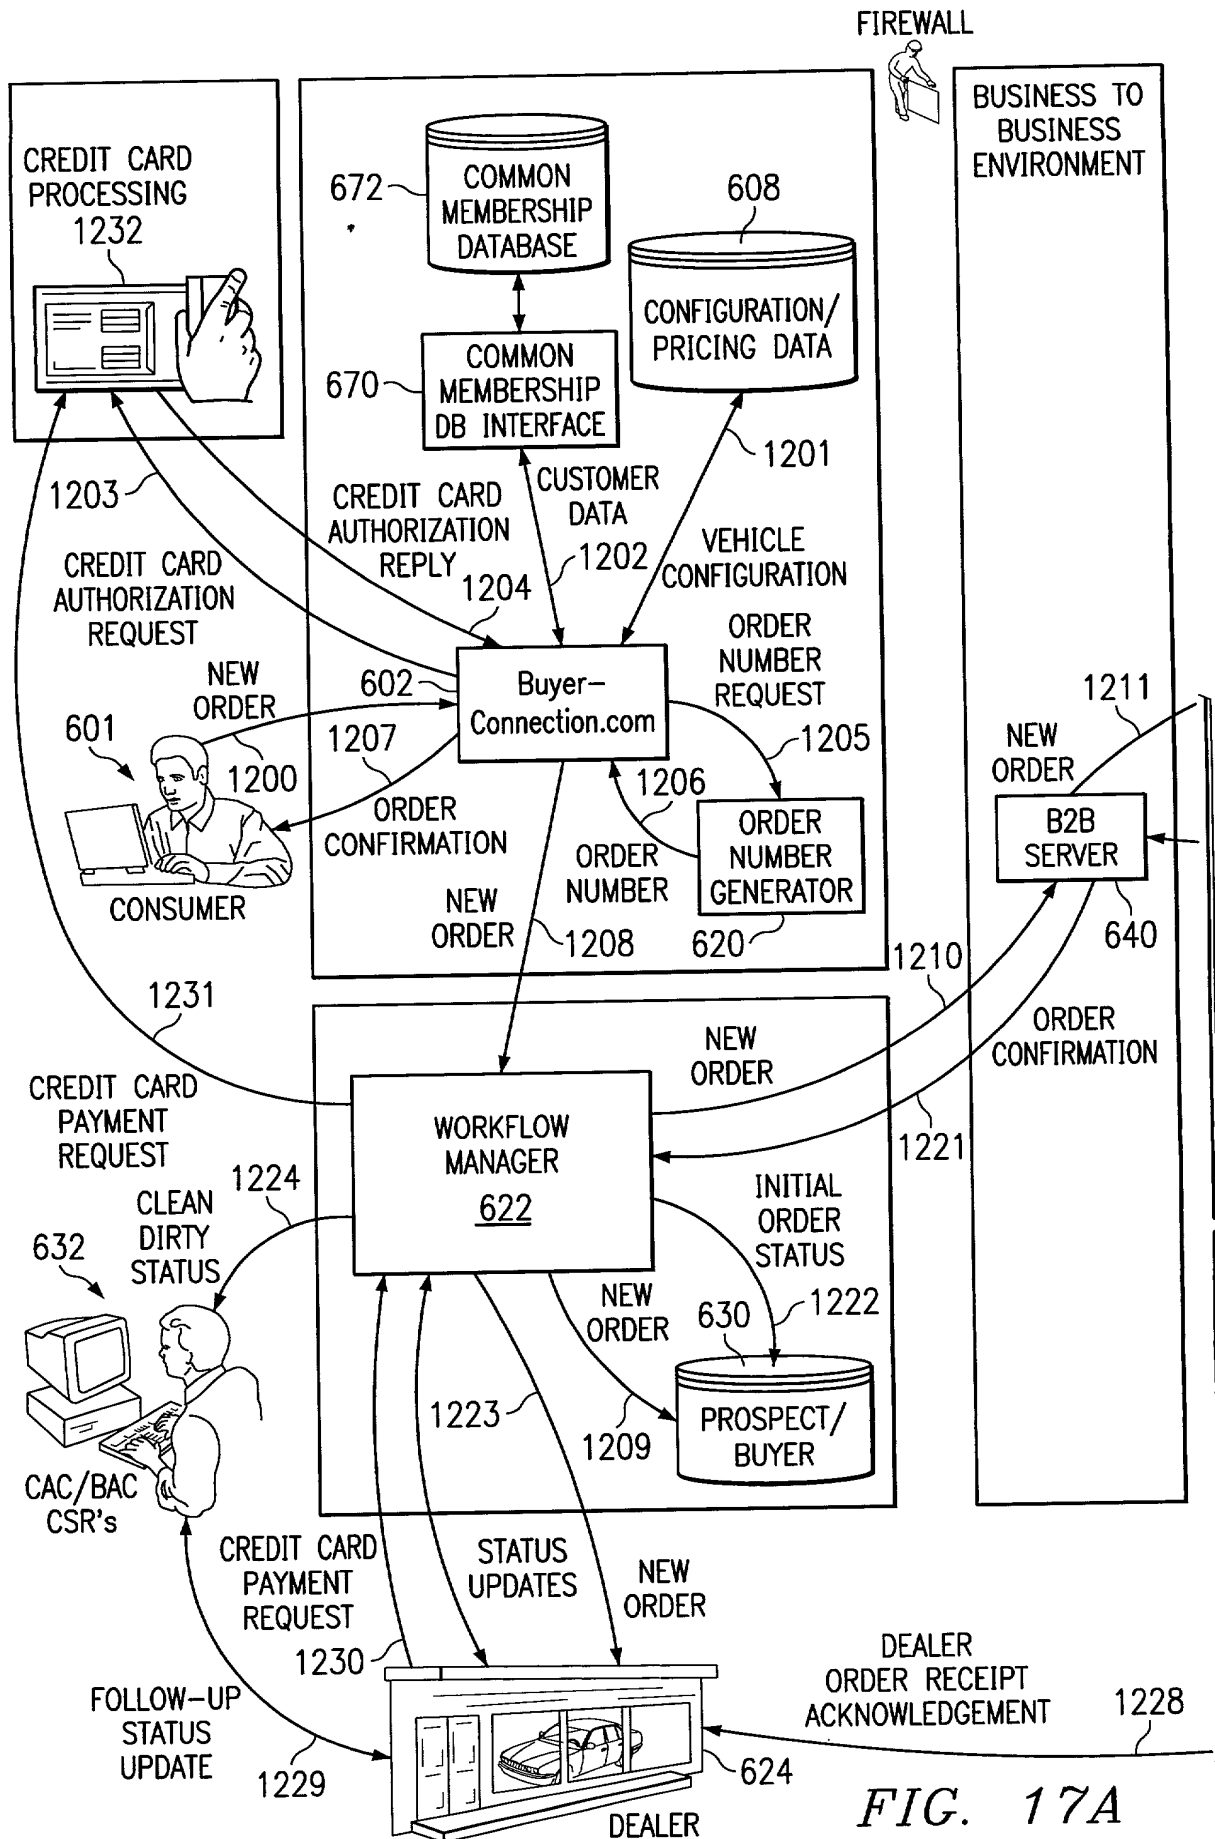 FIREWALL
CREDIT CARD
PROCESSING
1232
672
COMMON
MEMBERSHIP
DATABASE
608
CONFIGURATION/
PRICING DATA
BUSINESS TO
BUSINESS
ENVIRONMENT
670
COMMON
MEMBERSHIP
DB INTERFACE
1201
1203
CREDIT CARD
AUTHORIZATION
REPLY
CUSTOMER
DATA
1202
VEHICLE
CONFIGURATION
CREDIT CARD
AUTHORIZATION
REQUEST
1204
ORDER
NUMBER
REQUEST
NEW
ORDER
602
Buyer-
Connection.com
1211
601
1200
1207
1205
1206
NEW
ORDER
ORDER
CONFIRMATION
ORDER
NUMBER
ORDER
NUMBER
GENERATOR
B2B
SERVER
CONSUMER
NEW
ORDER
1208
620
640
1210
1231
NEW
ORDER
ORDER
CONFIRMATION
CREDIT CARD
PAYMENT
REQUEST
WORKFLOW
MANAGER
622
1221
1224
CLEAN
DIRTY
STATUS
INITIAL
ORDER
STATUS
632
NEW
ORDER
630
1222
1223
1209
PROSPECT/
BUYER
CAC/BAC
CSR's
CREDIT CARD
PAYMENT
REQUEST
STATUS
UPDATES
NEW
ORDER
1230
DEALER
ORDER RECEIPT
ACKNOWLEDGEMENT
1228
FOLLOW-UP
STATUS
UPDATE
1229
624
DEALER
FIG. 17A